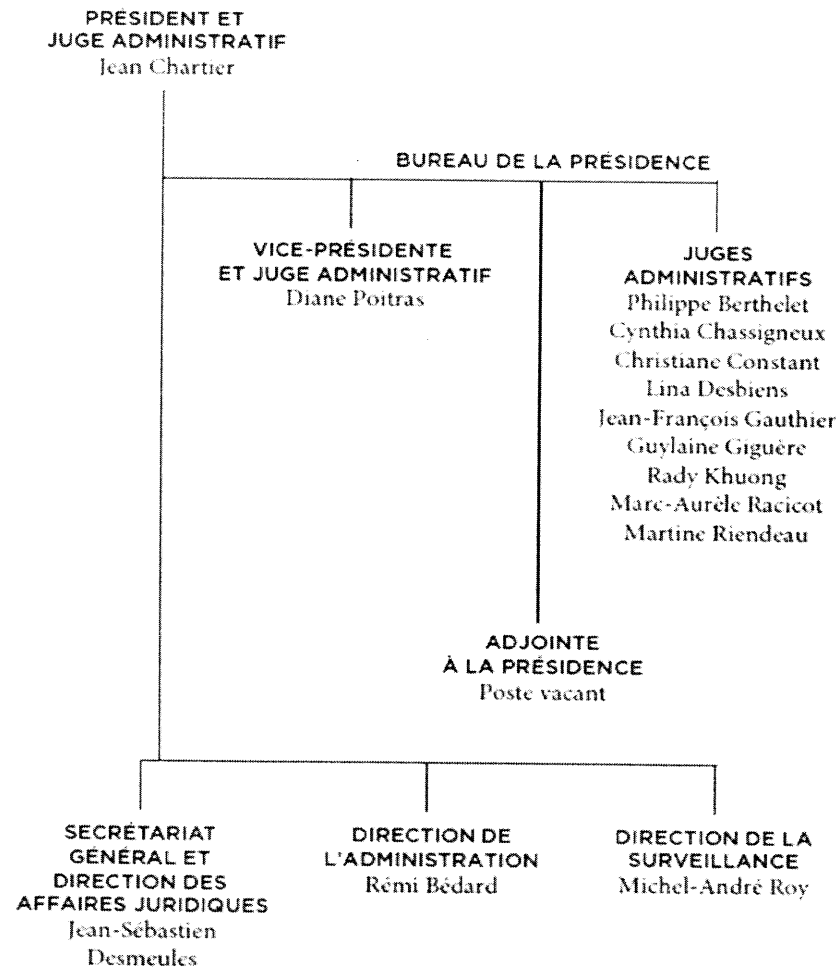 PRÉSIDENT ET
JUGE ADMINISTRATIF
Jean Chartier
BUREAU DE LA PRÉSIDENCE
VICE-PRÉSIDENTE
ET JUGE ADMINISTRATIF
Diane Poitras
JUGES
ADMINISTRATIFS
Philippe Berthelet
Cynthia Chassigneux
Christiane Constant
Lina Desbiens
Jean-François Gauthier
Guylaine Giguère
Rady Khuong
Marc-Aurèle Racicot
Martine Riendeau
ADJOINTE
À LA PRÉSIDENCE
Poste vacant
SECRÉTARIAT
GÉNÉRAL ET
DIRECTION DES
AFFAIRES JURIDIQUES
Jean-Sébastien
Desmeules
DIRECTION DE
L'ADMINISTRATION
Rémi Bédard
DIRECTION DE LA
SURVEILLANCE
Michel-André Roy